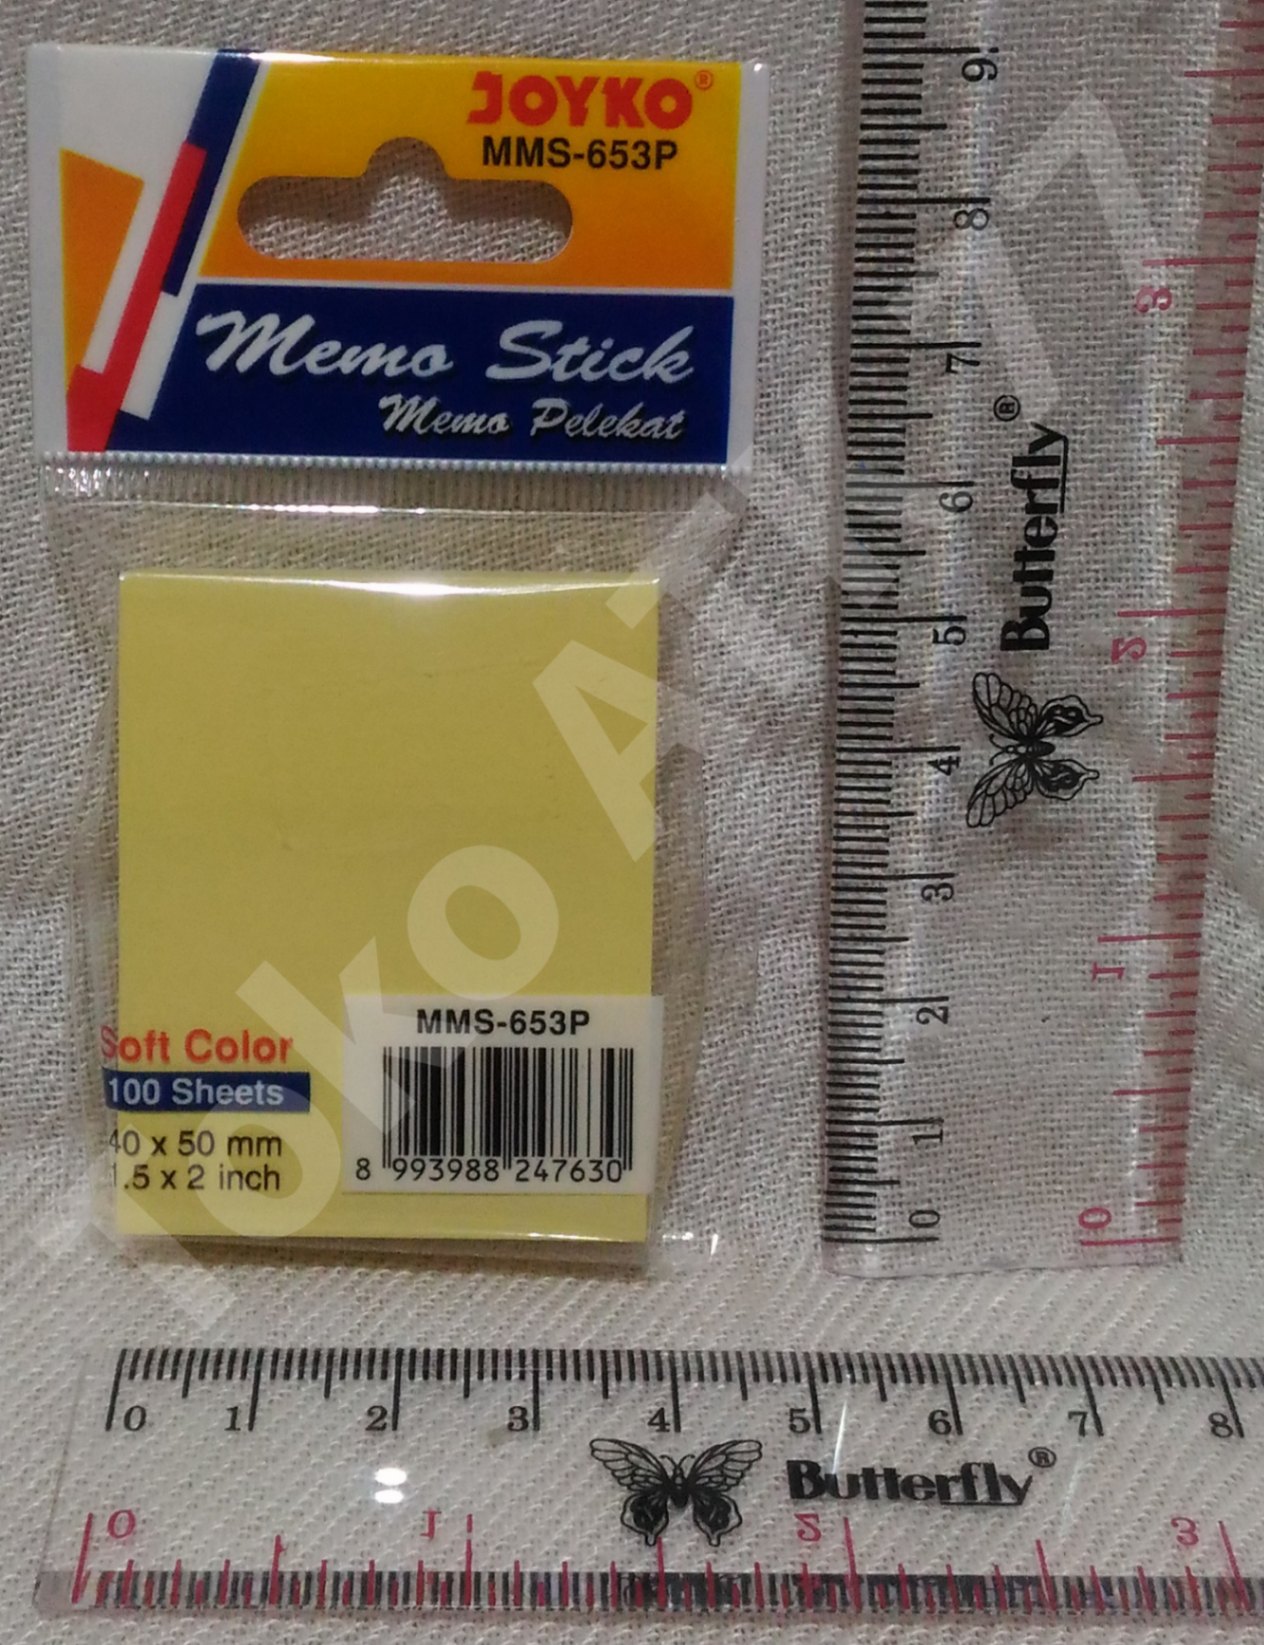 JOYKO®
MMS-653P
Memo Stick
Memo Pelekat
MMS-653P
Soft Color
100 Sheets
40 x 50 mm
1.5 x 2 inch
8 993988 247630
Toko ATK
9
8
7
6
5
4
3
2
1
0
Butterfly®
3
2
1
0
0 1 2 3 4 5 6 7 8
Butterfly®
0 1 2 3